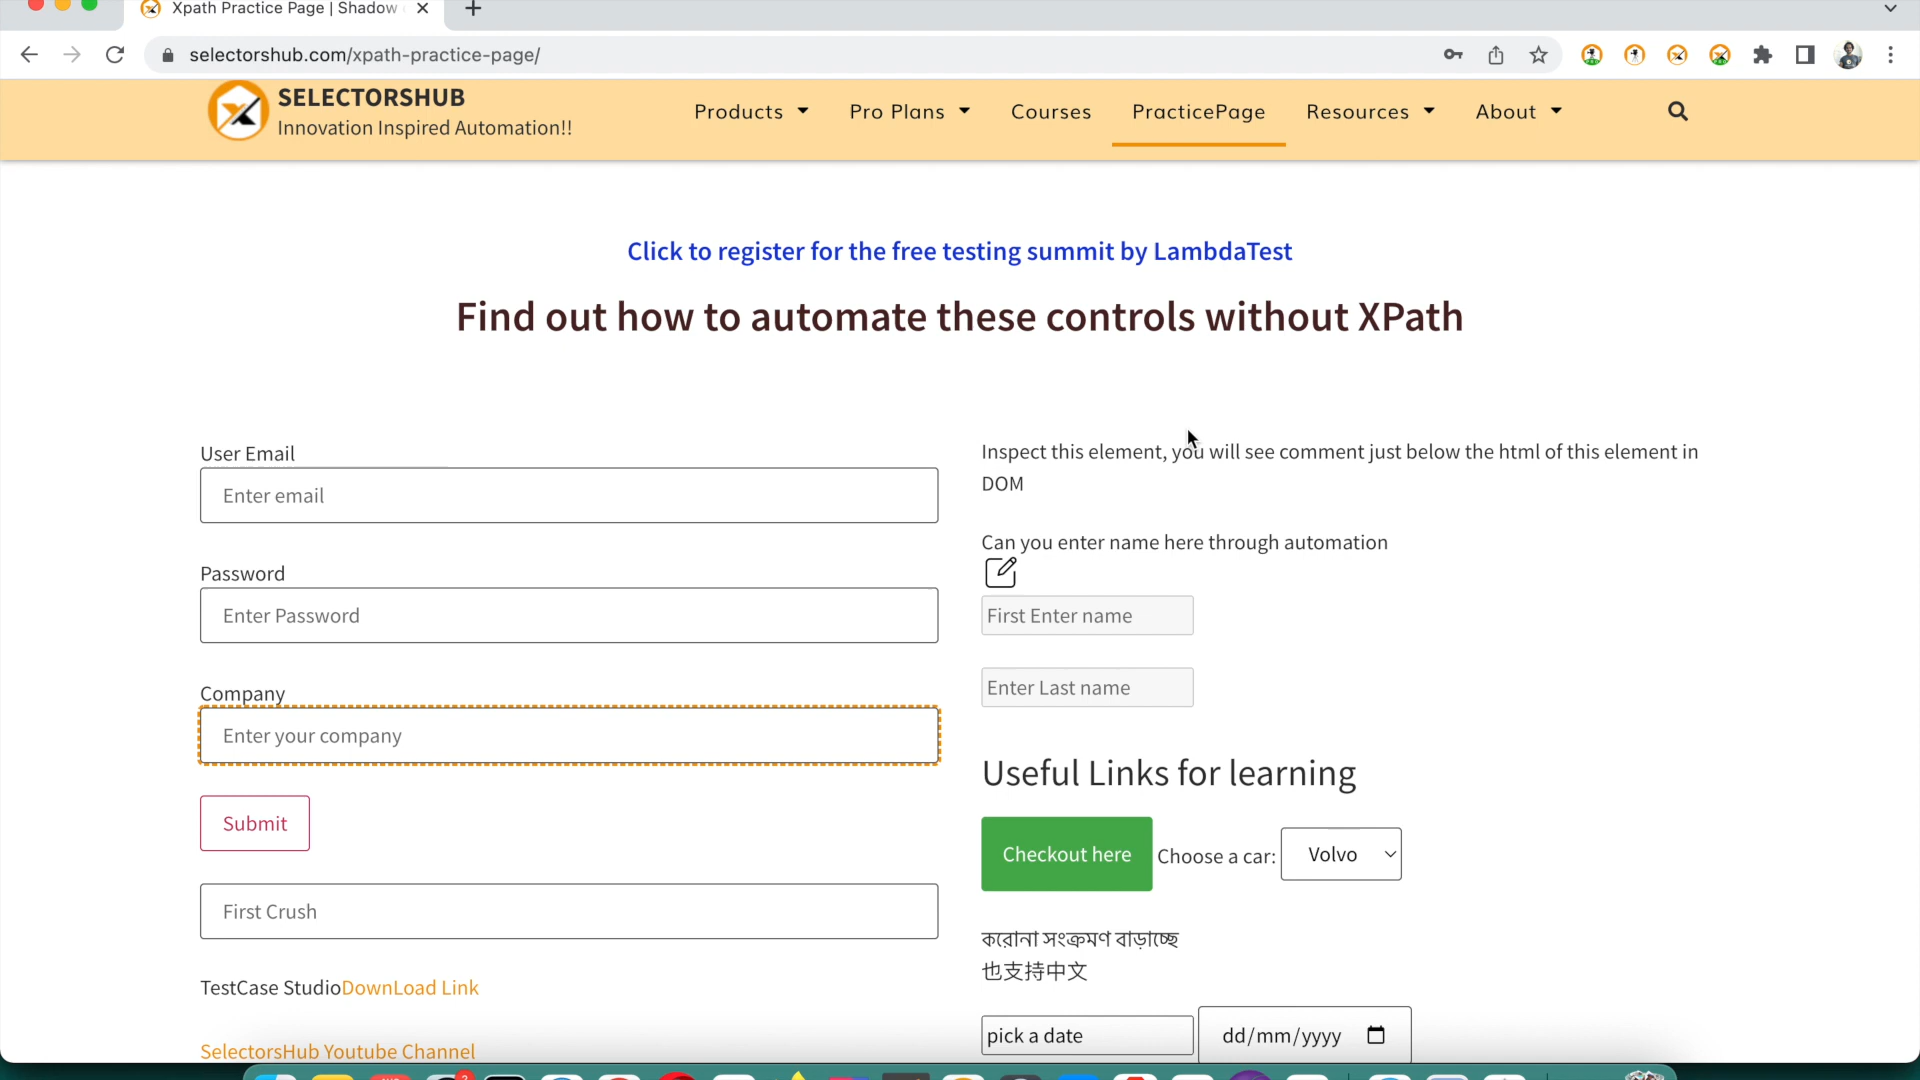 Xpath Practice Page | Shadow
selectorshub.com/xpath-practice-page/
SELECTORSHUB
Innovation Inspired Automation!!
Products
Pro Plans
Courses
PracticePage
Resources
About
Click to register for the free testing summit by LambdaTest
Find out how to automate these controls without XPath
User Email
Enter email
Password
Enter Password
Company
Enter your company
Submit
First Crush
TestCase StudioDownLoad Link
SelectorsHub Youtube Channel
Inspect this element, you will see comment just below the html of this element in
DOM
Can you enter name here through automation
First Enter name
Enter Last name
Useful Links for learning
Checkout here
Choose a car:
Volvo
করোনা সংক্রমণ বাড়াচ্ছে
也支持中文
pick a date
dd/mm/yyyy